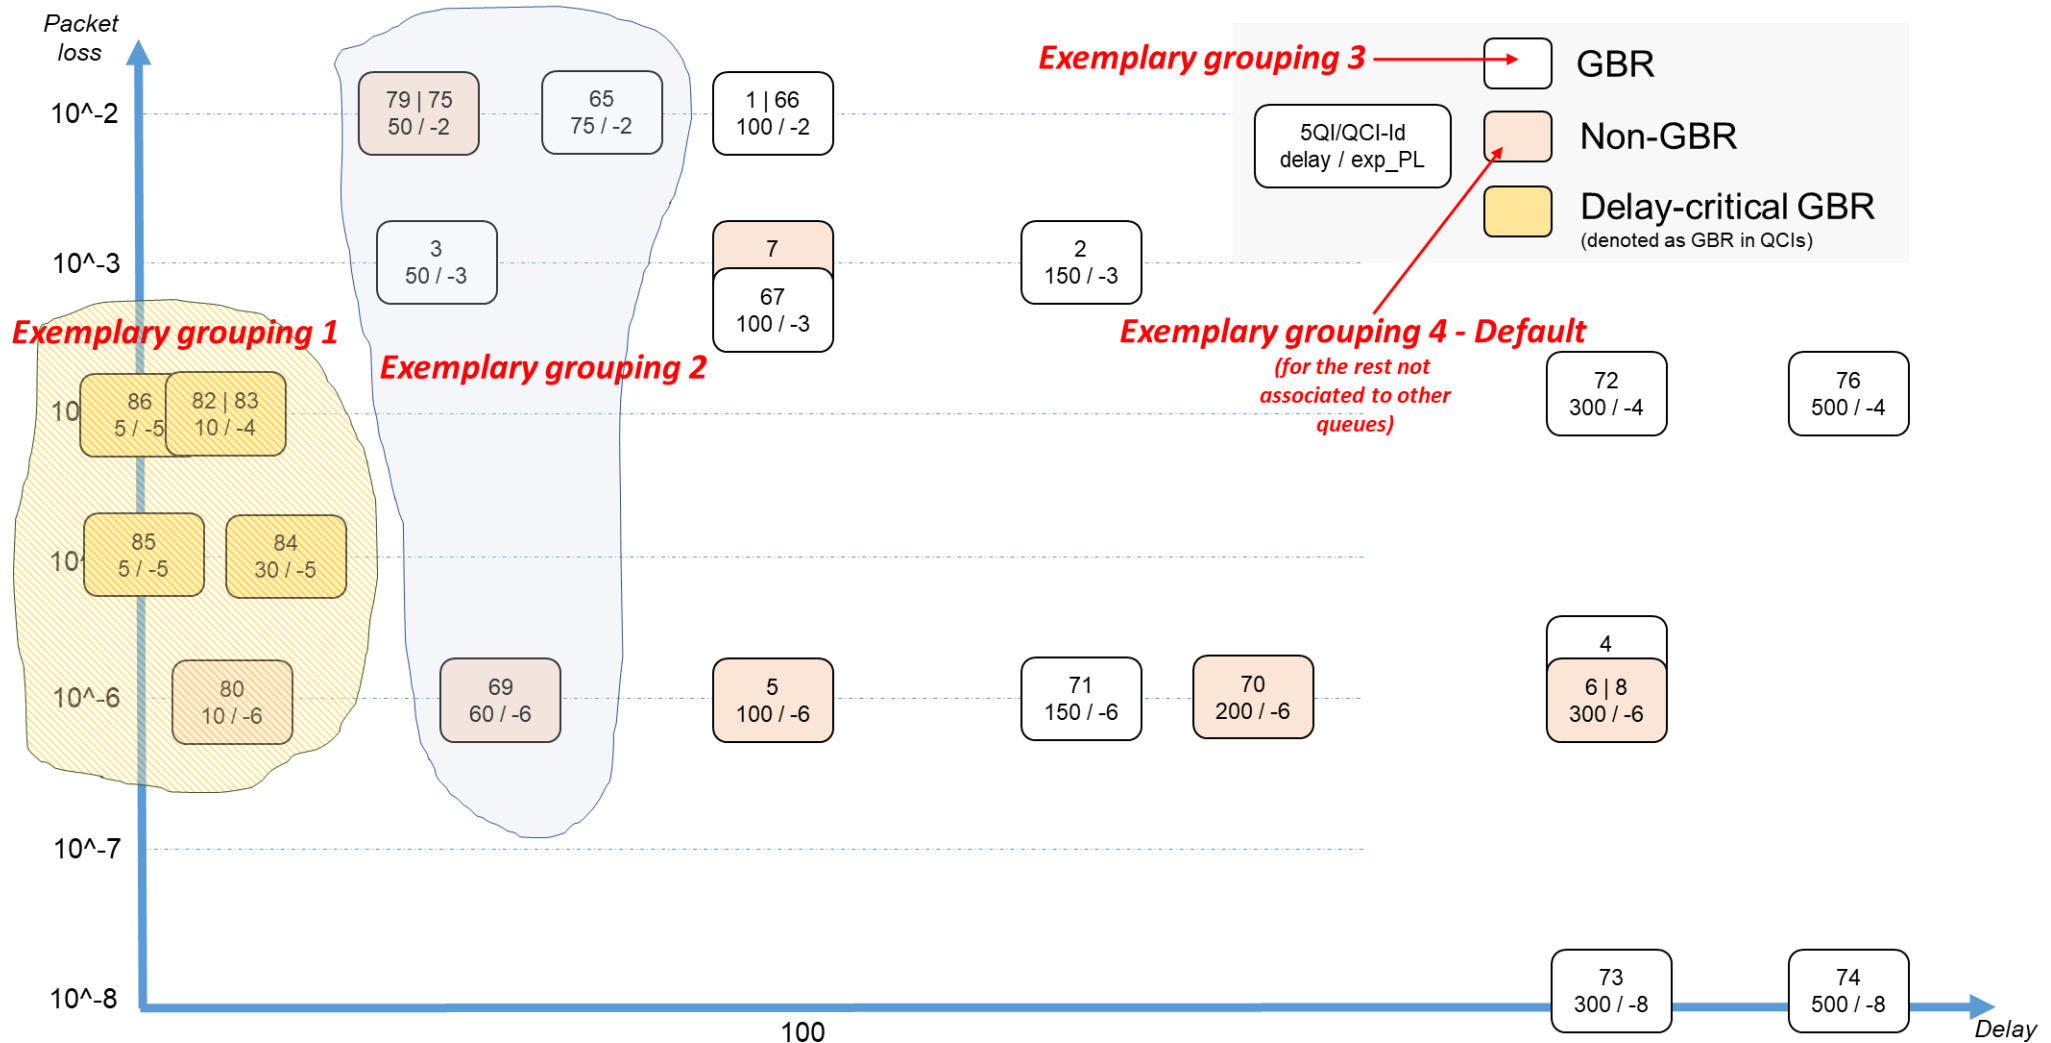 Packet
loss
10^-2
79 | 75
50 / -2
65
75 / -2
1 | 66
100 / -2
Exemplary grouping 3
GBR
5QI/QCI-Id
delay / exp_PL
Non-GBR
Delay-critical GBR
(denoted as GBR in QCIs)
10^-3
3
50 / -3
7
67
100 / -3
2
150 / -3
Exemplary grouping 1
Exemplary grouping 2
Exemplary grouping 4 - Default
(for the rest not
associated to other
queues)
10
86
5 / -5
82 | 83
10 / -4
72
300 / -4
76
500 / -4
10^
85
5 / -5
84
30 / -5
10^-6
80
10 / -6
69
60 / -6
5
100 / -6
71
150 / -6
70
200 / -6
4
6 | 8
300 / -6
10^-7
10^-8
73
300 / -8
74
500 / -8
100
Delay